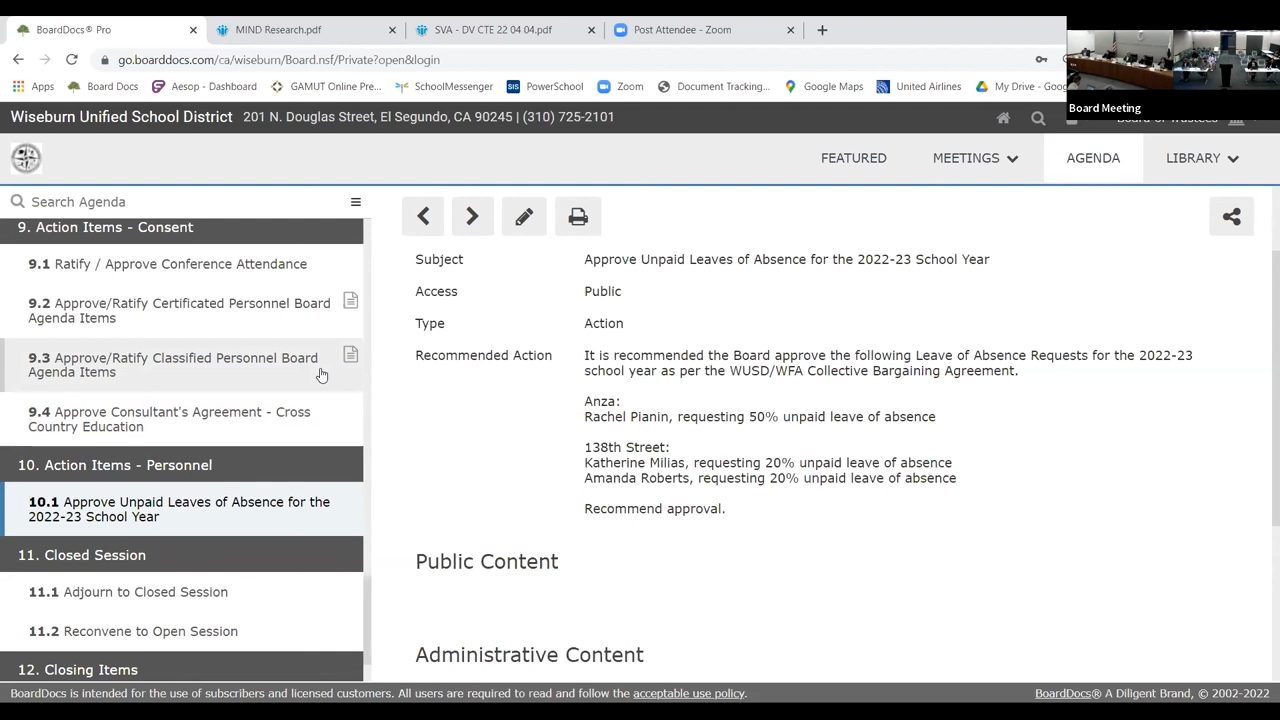 BoardDocs® Pro
MIND Research.pdf
SVA - DV CTE 22 04 04.pdf
Post Attendee - Zoom
go.boarddocs.com/ca/wiseburn/Board.nsf/Private?open&login
Apps
Board Docs
Aesop - Dashboard
GAMUT Online Pre...
SchoolMessenger
SIS PowerSchool
Zoom
Document Tracking...
Google Maps
United Airlines
My Drive - Goog
Board Meeting
Wiseburn Unified School District 201 N. Douglas Street, El Segundo, CA 90245 | (310) 725-2101
Board of Trustees
FEATURED
MEETINGS
AGENDA
LIBRARY
Search Agenda
9. Action Items - Consent
9.1 Ratify / Approve Conference Attendance
9.2 Approve/Ratify Certificated Personnel Board
Agenda Items
9.3 Approve/Ratify Classified Personnel Board
Agenda Items
9.4 Approve Consultant's Agreement - Cross
Country Education
10. Action Items - Personnel
10.1 Approve Unpaid Leaves of Absence for the
2022-23 School Year
11. Closed Session
11.1 Adjourn to Closed Session
11.2 Reconvene to Open Session
12. Closing Items
Subject Approve Unpaid Leaves of Absence for the 2022-23 School Year
Access Public
Type Action
Recommended Action It is recommended the Board approve the following Leave of Absence Requests for the 2022-23
school year as per the WUSD/WFA Collective Bargaining Agreement.
Anza:
Rachel Pianin, requesting 50% unpaid leave of absence
138th Street:
Katherine Milias, requesting 20% unpaid leave of absence
Amanda Roberts, requesting 20% unpaid leave of absence
Recommend approval.
Public Content
Administrative Content
BoardDocs is intended for the use of subscribers and licensed customers. All users are required to read and follow the acceptable use policy.
BoardDocs® A Diligent Brand, © 2002-2022